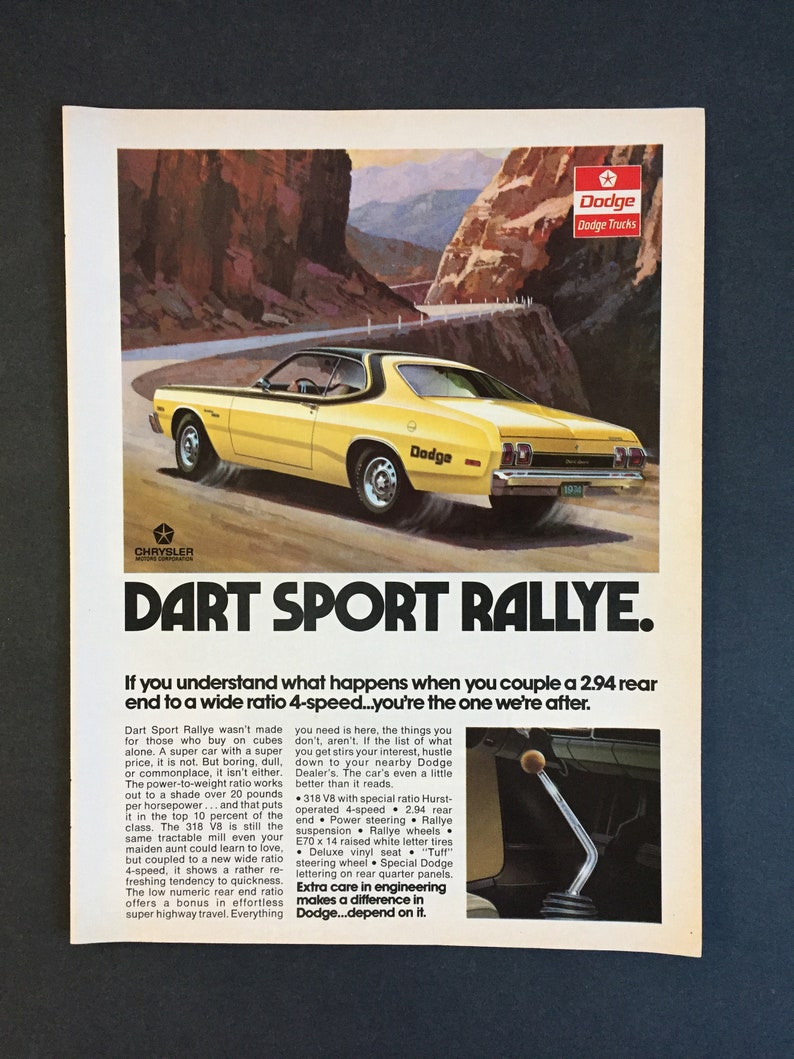 Dodge
Dodge Trucks
Dodge
1974
CHRYSLER
MOTORS CORPORATION
DART SPORT RALLYE.
If you understand what happens when you couple a 2.94 rear
end to a wide ratio 4-speed...you're the one we're after.
Dart Sport Rallye wasn't made
for those who buy on cubes
alone. A super car with a super
price, it is not. But boring, dull,
or commonplace, it isn't either.
The power-to-weight ratio works
out to a shade over 20 pounds
per horsepower . . . and that puts
it in the top 10 percent of the
class. The 318 V8 is still the
same tractable mill even your
maiden aunt could learn to love,
but coupled to a new wide ratio
4-speed, it shows a rather re-
freshing tendency to quickness.
The low numeric rear end ratio
offers a bonus in effortless
super highway travel. Everything
you need is here, the things you
don't, aren't. If the list of what
you get stirs your interest, hustle
down to your nearby Dodge
Dealer's. The car's even a little
better than it reads.
• 318 V8 with special ratio Hurst-
operated 4-speed • 2.94 rear
end • Power steering • Rallye
suspension • Rallye wheels •
E70 x 14 raised white letter tires
• Deluxe vinyl seat • "Tuff"
steering wheel • Special Dodge
lettering on rear quarter panels.
Extra care in engineering
makes a difference in
Dodge...depend on it.